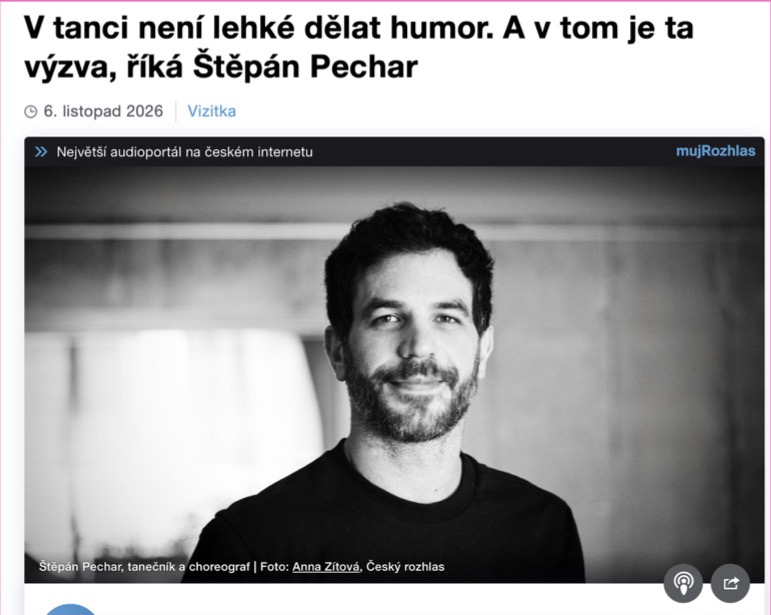 V tanci není lehké dělat humor. A v tom je ta
výzva, říká Štěpán Pechar
6. listopad 2026 | Vizitka
Největší audioportál na českém internetu
mujRozhlas
Štěpán Pechar, tanečník a choreograf | Foto: Anna Zítová, Český rozhlas